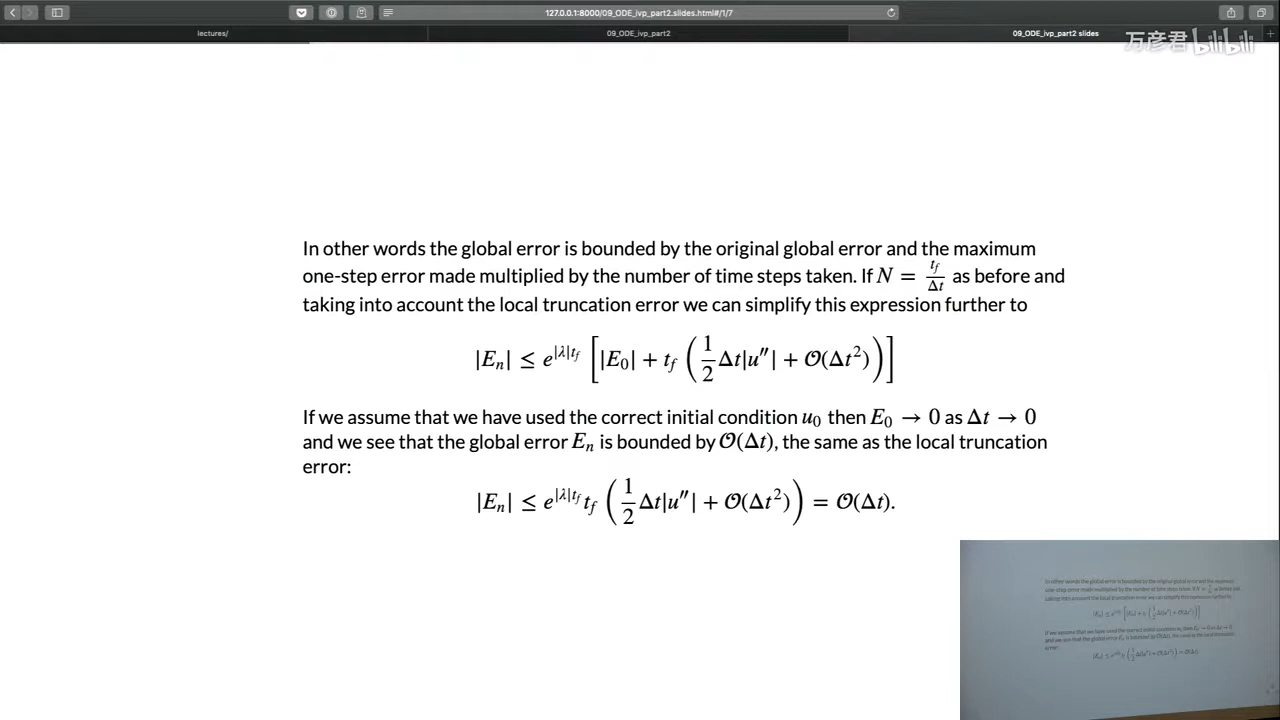 127.0.0.1:8000/09_ODE_ivp_part2.slides.html#/1/7
lectures/
09_ODE_ivp_part2
09_ODE_ivp_part2 slides
万彦君 bilibili
In other words the global error is bounded by the original global error and the maximum
one-step error made multiplied by the number of time steps taken. If N = t_f/Δt as before and
taking into account the local truncation error we can simplify this expression further to
|E_n| ≤ e^{|λ|t_f} [|E_0| + t_f (1/2 Δt|u″| + 𝒪(Δt²))]
If we assume that we have used the correct initial condition u_0 then E_0 → 0 as Δt → 0
and we see that the global error E_n is bounded by 𝒪(Δt), the same as the local truncation
error:
|E_n| ≤ e^{|λ|t_f} t_f (1/2 Δt|u″| + 𝒪(Δt²)) = 𝒪(Δt).